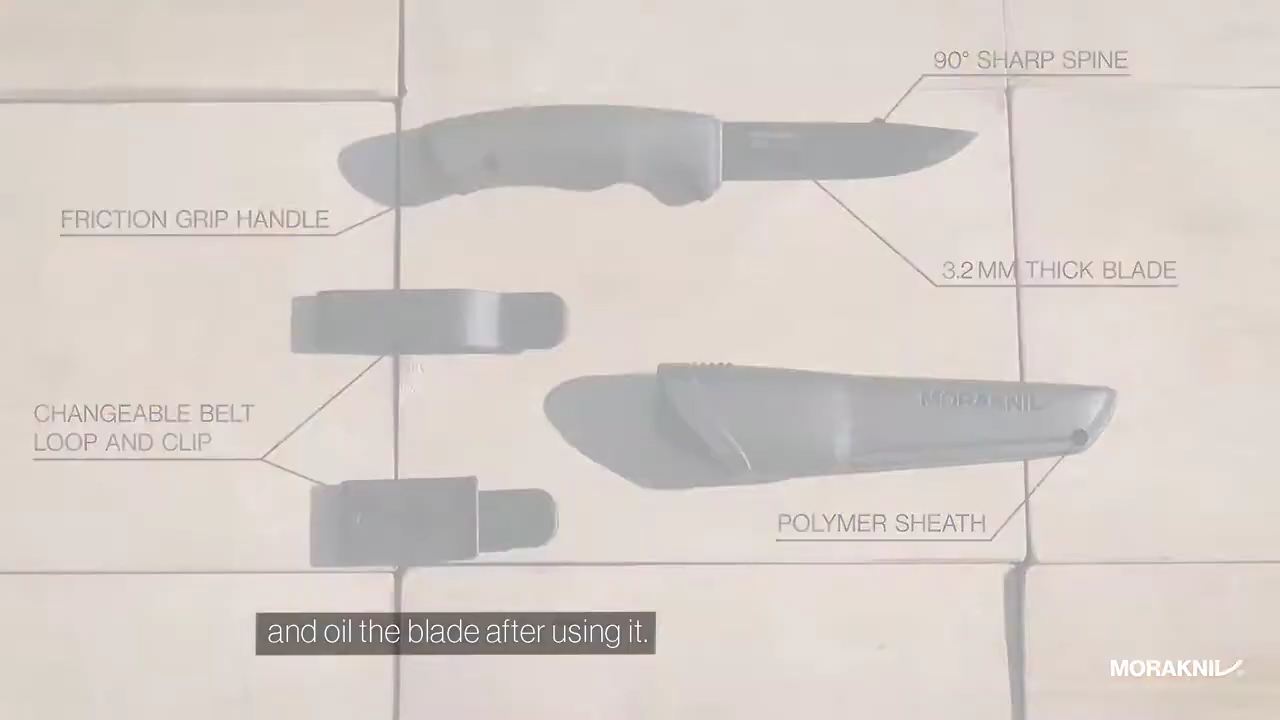 90° SHARP SPINE
FRICTION GRIP HANDLE
3.2 MM THICK BLADE
MORAKNIV
CHANGEABLE BELT
LOOP AND CLIP
POLYMER SHEATH
and oil the blade after using it.
MORAKNIV